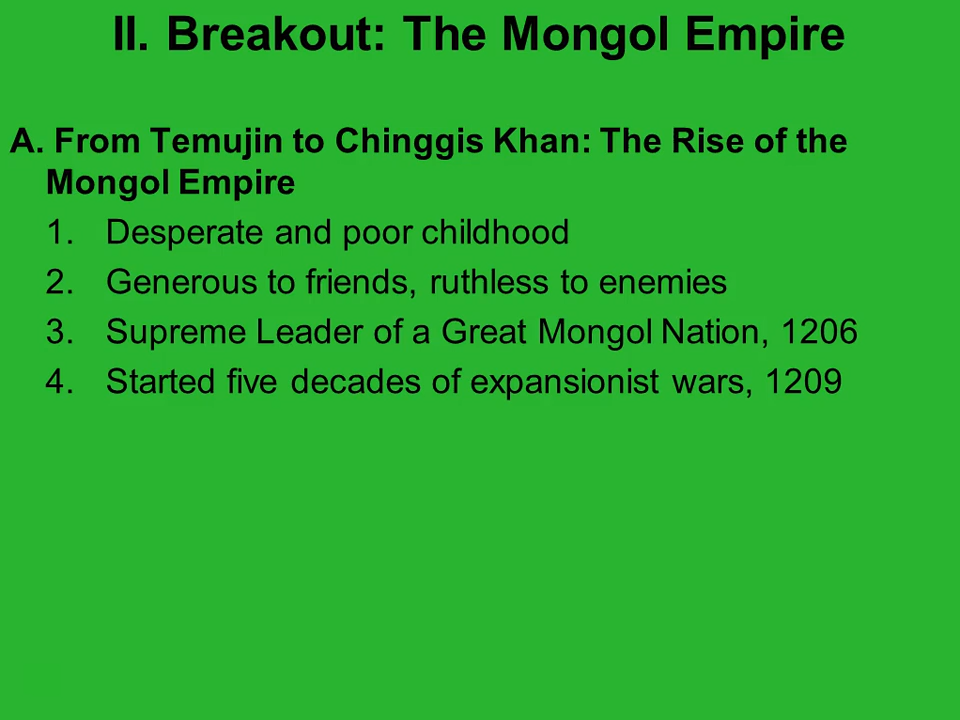 II. Breakout: The Mongol Empire
A. From Temujin to Chinggis Khan: The Rise of the
Mongol Empire
1. Desperate and poor childhood
2. Generous to friends, ruthless to enemies
3. Supreme Leader of a Great Mongol Nation, 1206
4. Started five decades of expansionist wars, 1209